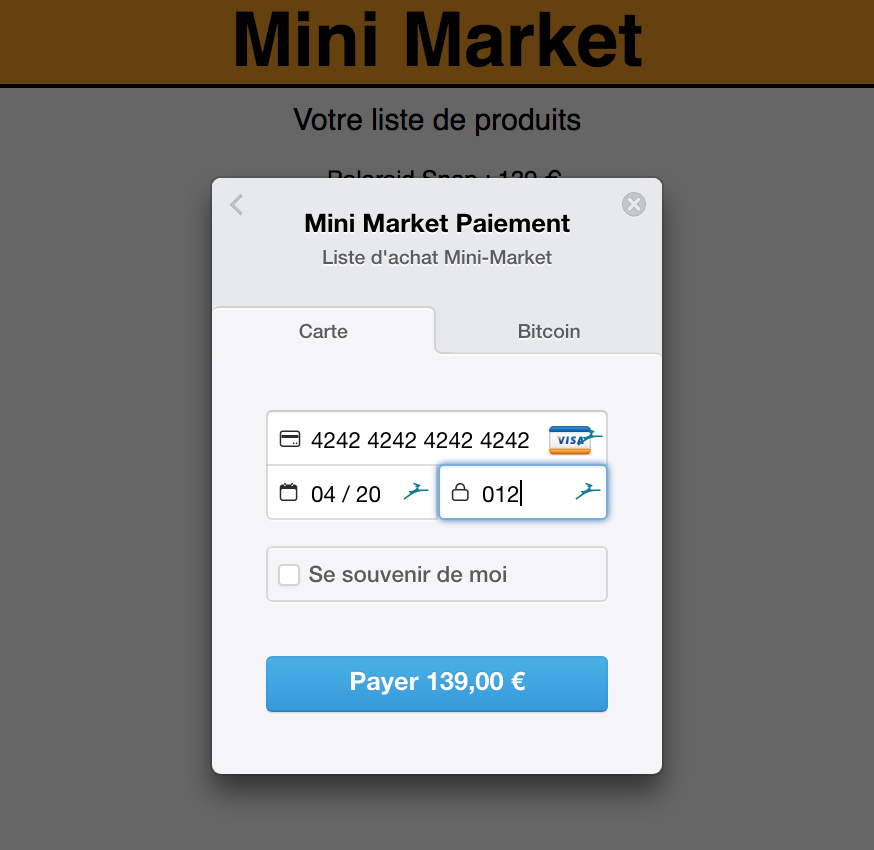 Mini Market
Votre liste de produits
Polaroid Snap : 139 €
Mini Market Paiement
Liste d'achat Mini-Market
Carte
Bitcoin
4242 4242 4242 4242 VISA
04 / 20
012
Se souvenir de moi
Payer 139,00 €